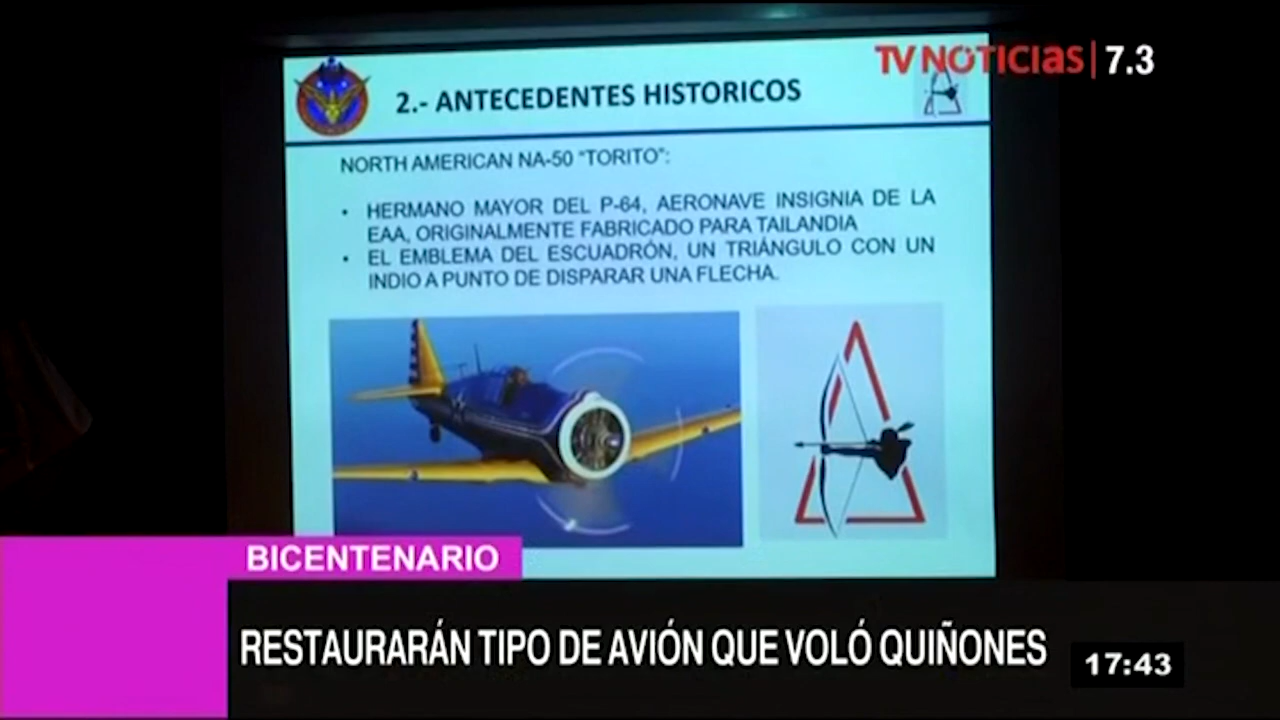 TV NOTICIAS 7.3
2.- ANTECEDENTES HISTORICOS
NORTH AMERICAN NA-50 "TORITO":
• HERMANO MAYOR DEL P-64, AERONAVE INSIGNIA DE LA
EAA, ORIGINALMENTE FABRICADO PARA TAILANDIA
• EL EMBLEMA DEL ESCUADRÓN, UN TRIÁNGULO CON UN
INDIO A PUNTO DE DISPARAR UNA FLECHA.
BICENTENARIO
RESTAURARÁN TIPO DE AVIÓN QUE VOLÓ QUIÑONES
17:43